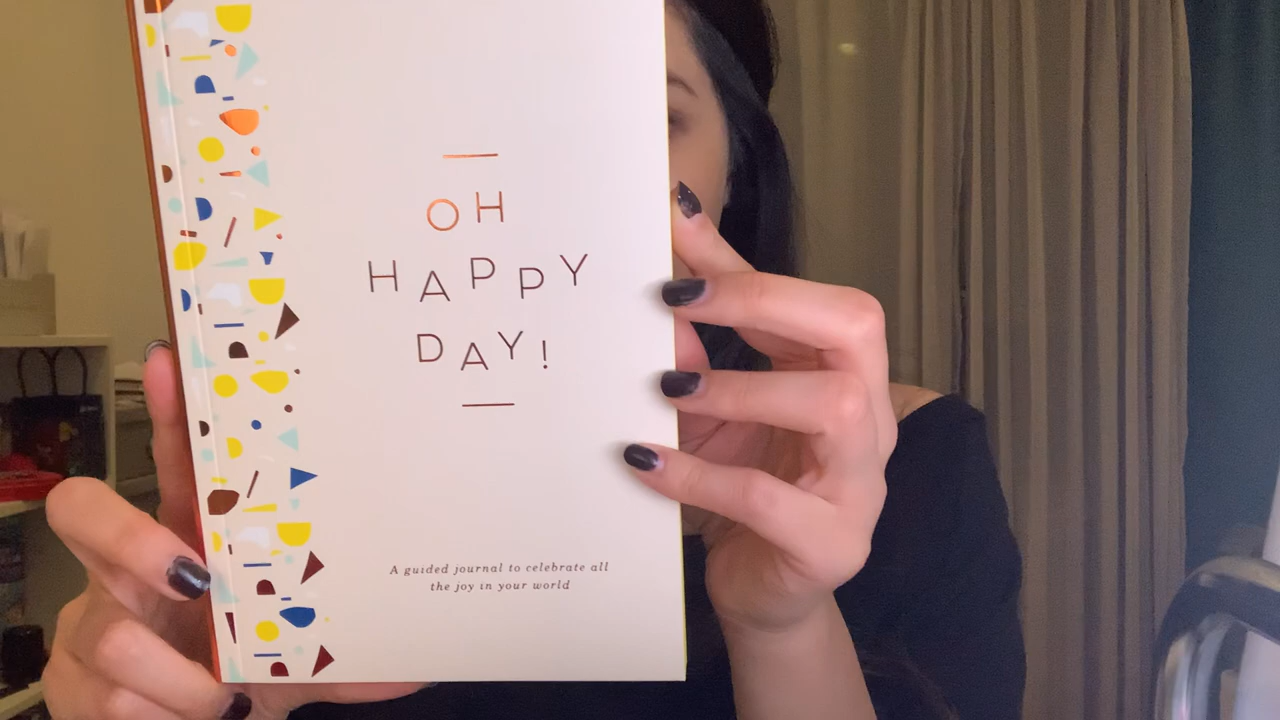 OH
HAPPY
DAY!
A guided journal to celebrate all
the joy in your world